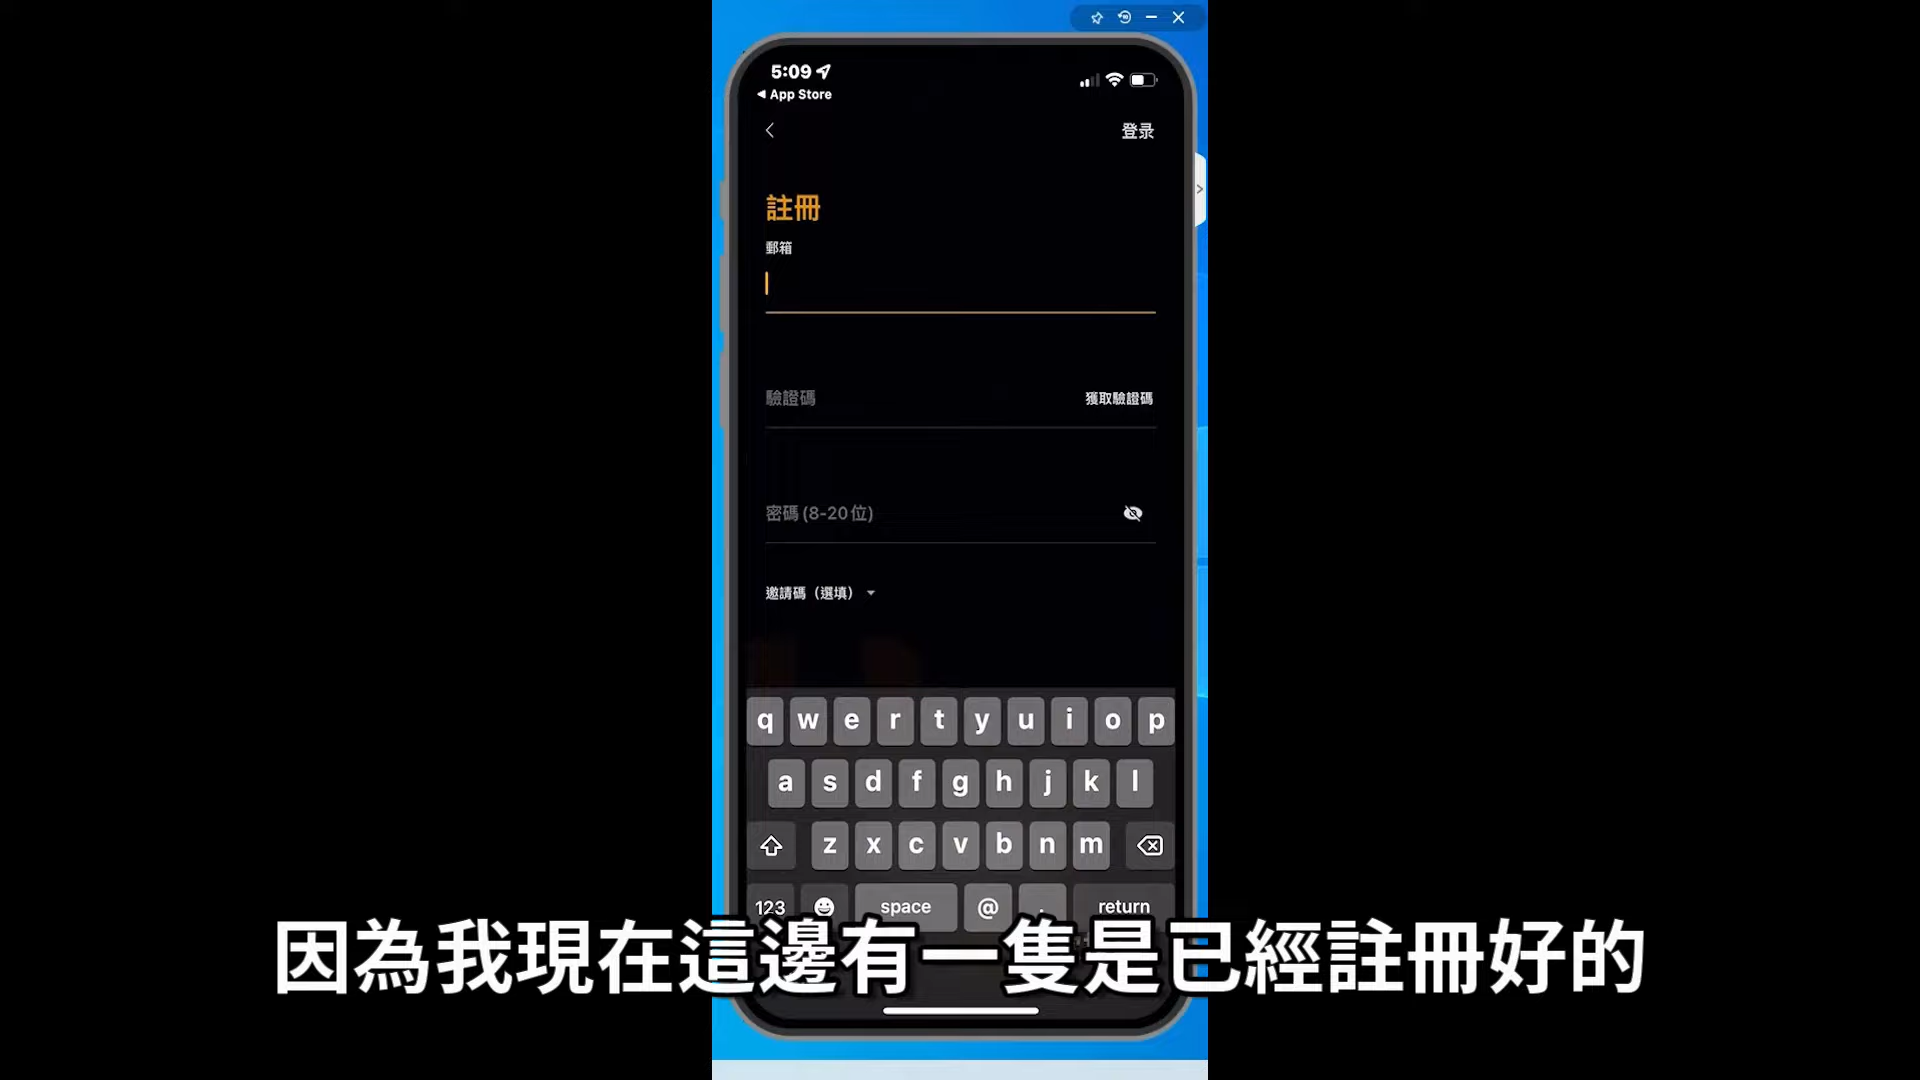 5:09
◀ App Store
登录
註冊
郵箱
驗證碼 獲取驗證碼
密碼 (8-20位)
邀請碼（選填）
q w e r t y u i o p
a s d f g h j k l
z x c v b n m
123 space @ . return
因為我現在這邊有一隻是已經註冊好的